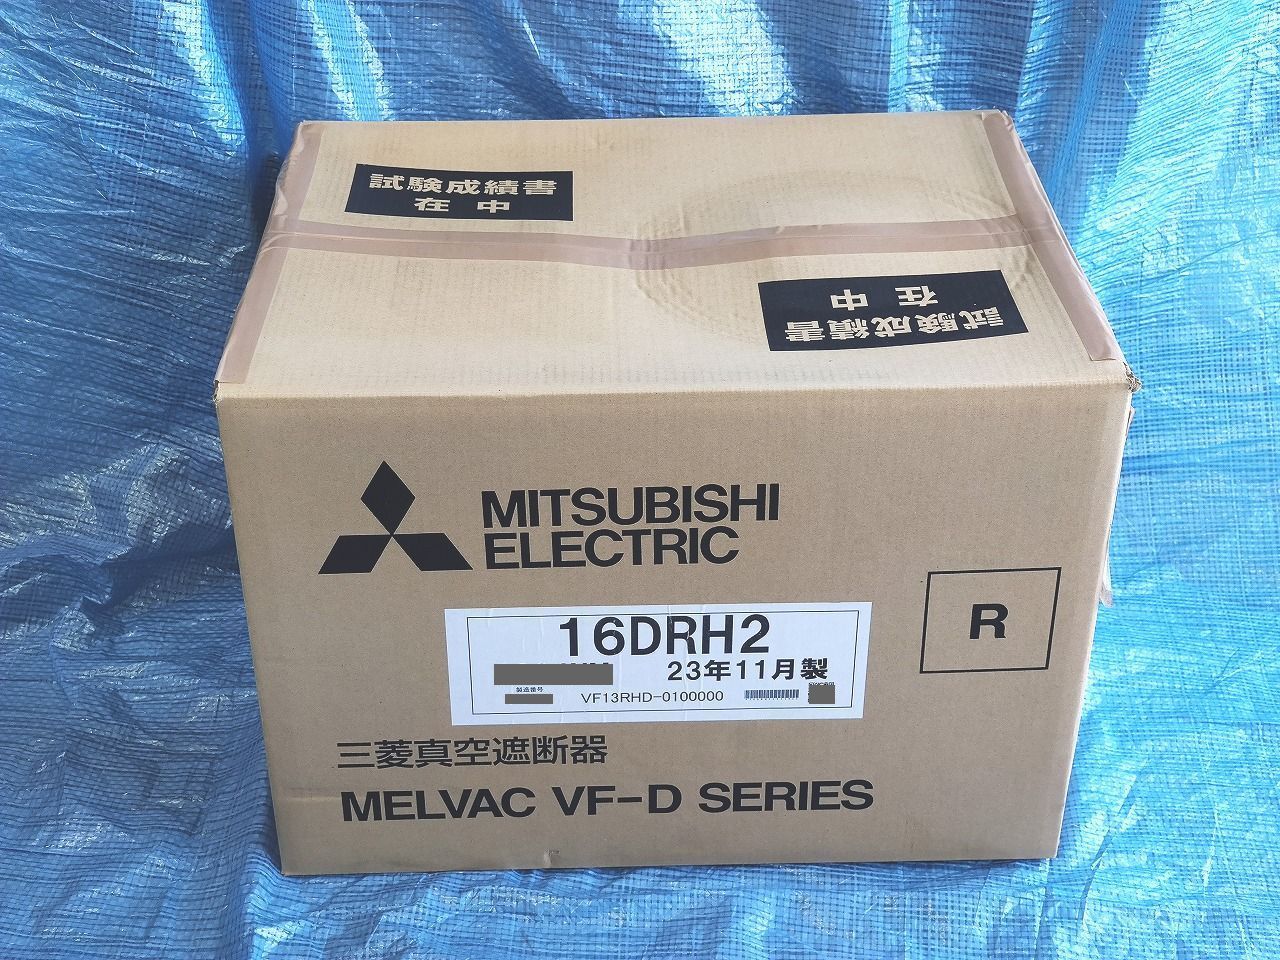 試験成績書
在中
試験成績書
在中
MITSUBISHI
ELECTRIC
R
16DRH2
23年11月製
製造番号
VF13RHD-0100000
三菱真空遮断器
MELVAC VF-D SERIES